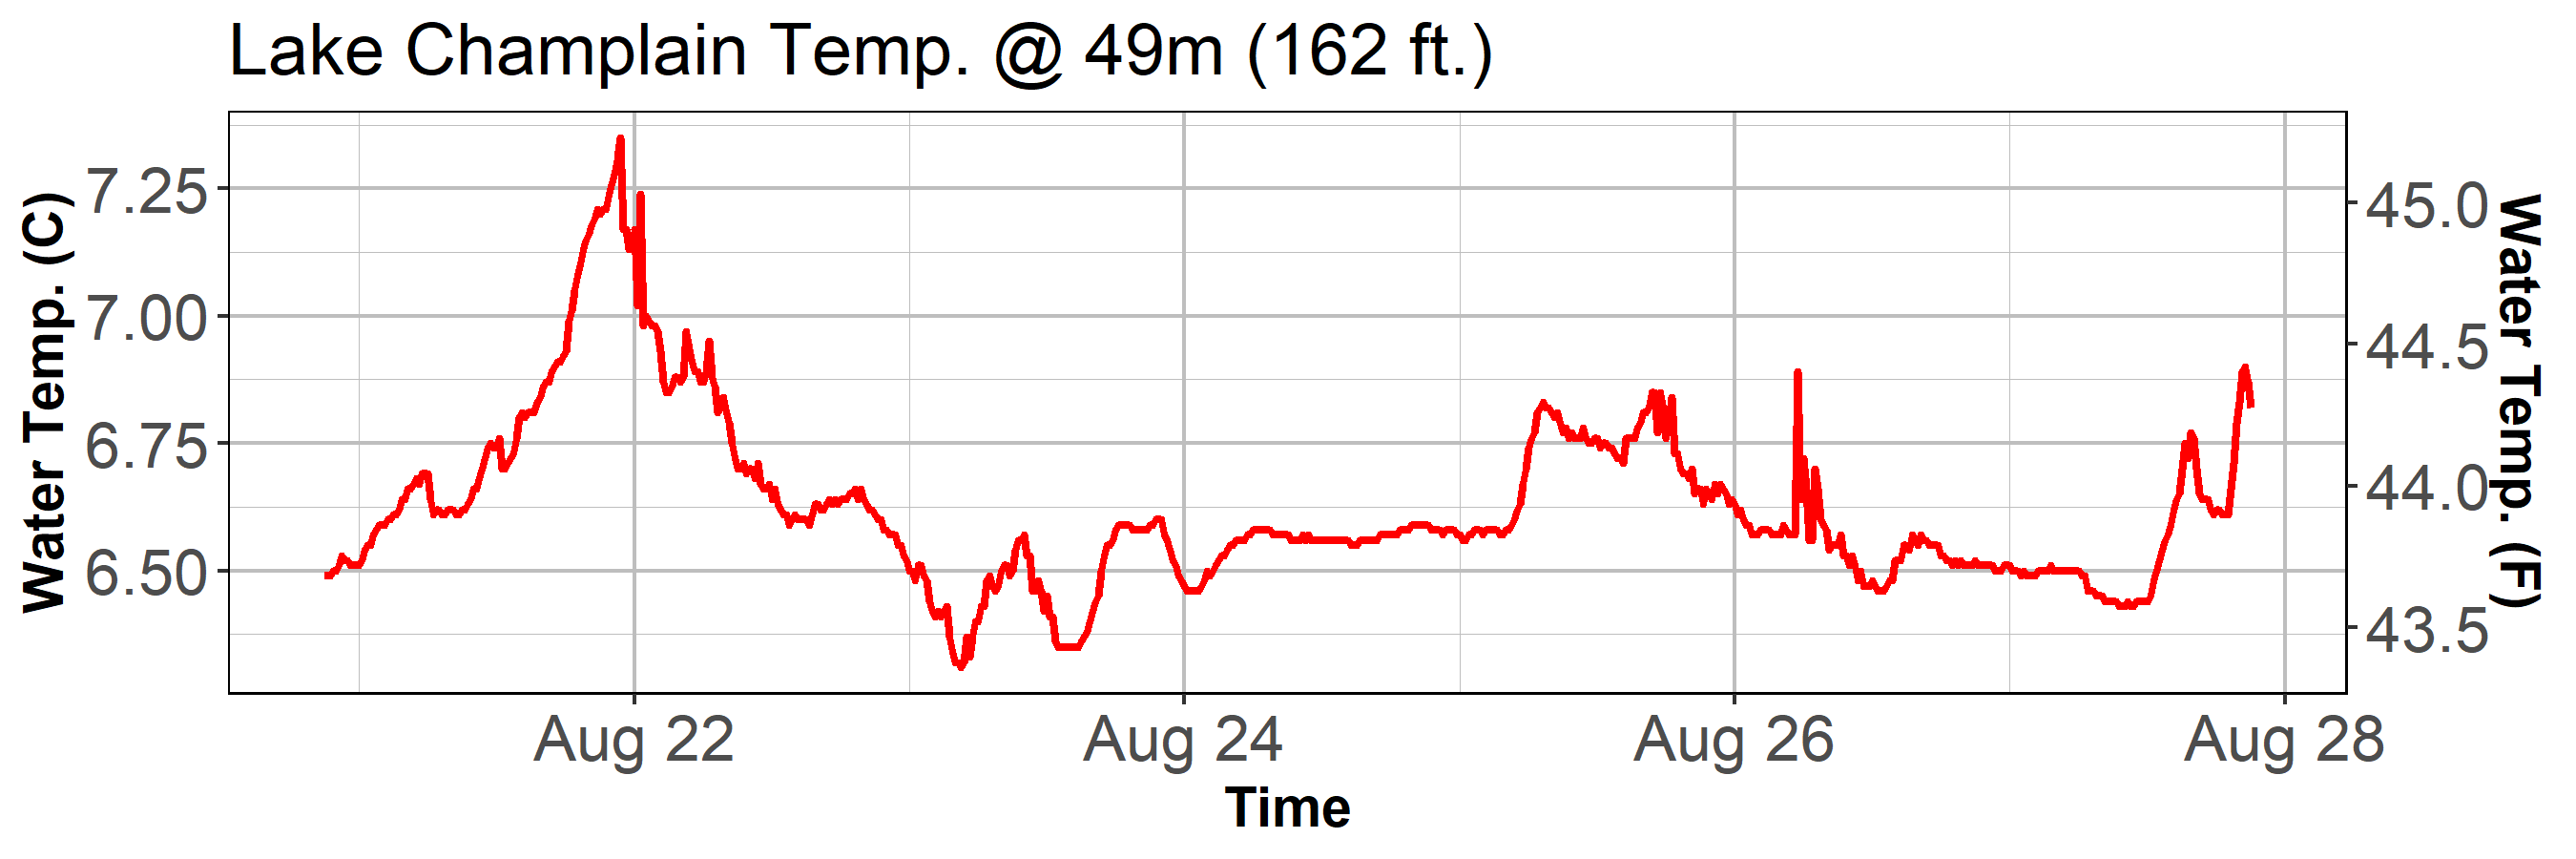 Lake Champlain Temp. @ 49m (162 ft.)
Water Temp. (C)
7.25
7.00
6.75
6.50
45.0
44.5
44.0
43.5
Water Temp. (F)
Aug 22
Aug 24
Aug 26
Aug 28
Time